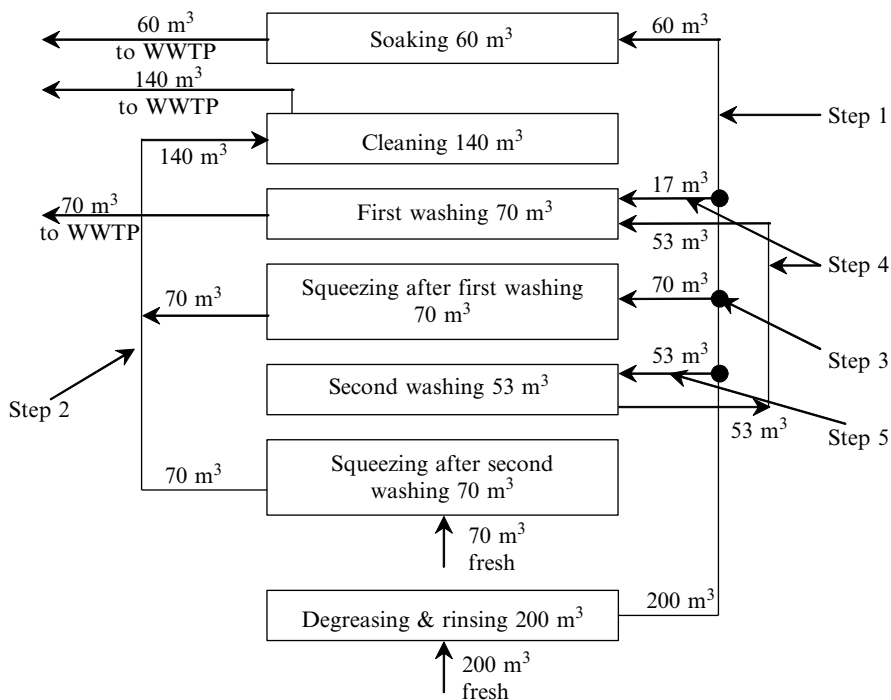 60 m³
to WWTP
Soaking 60 m³
60 m³
140 m³
to WWTP
Step 1
140 m³
Cleaning 140 m³
70 m³
to WWTP
First washing 70 m³
17 m³
53 m³
Step 4
70 m³
Squeezing after first washing
70 m³
70 m³
Step 3
Step 2
Second washing 53 m³
53 m³
53 m³
Step 5
70 m³
Squeezing after second
washing 70 m³
70 m³
fresh
Degreasing & rinsing 200 m³
200 m³
200 m³
fresh